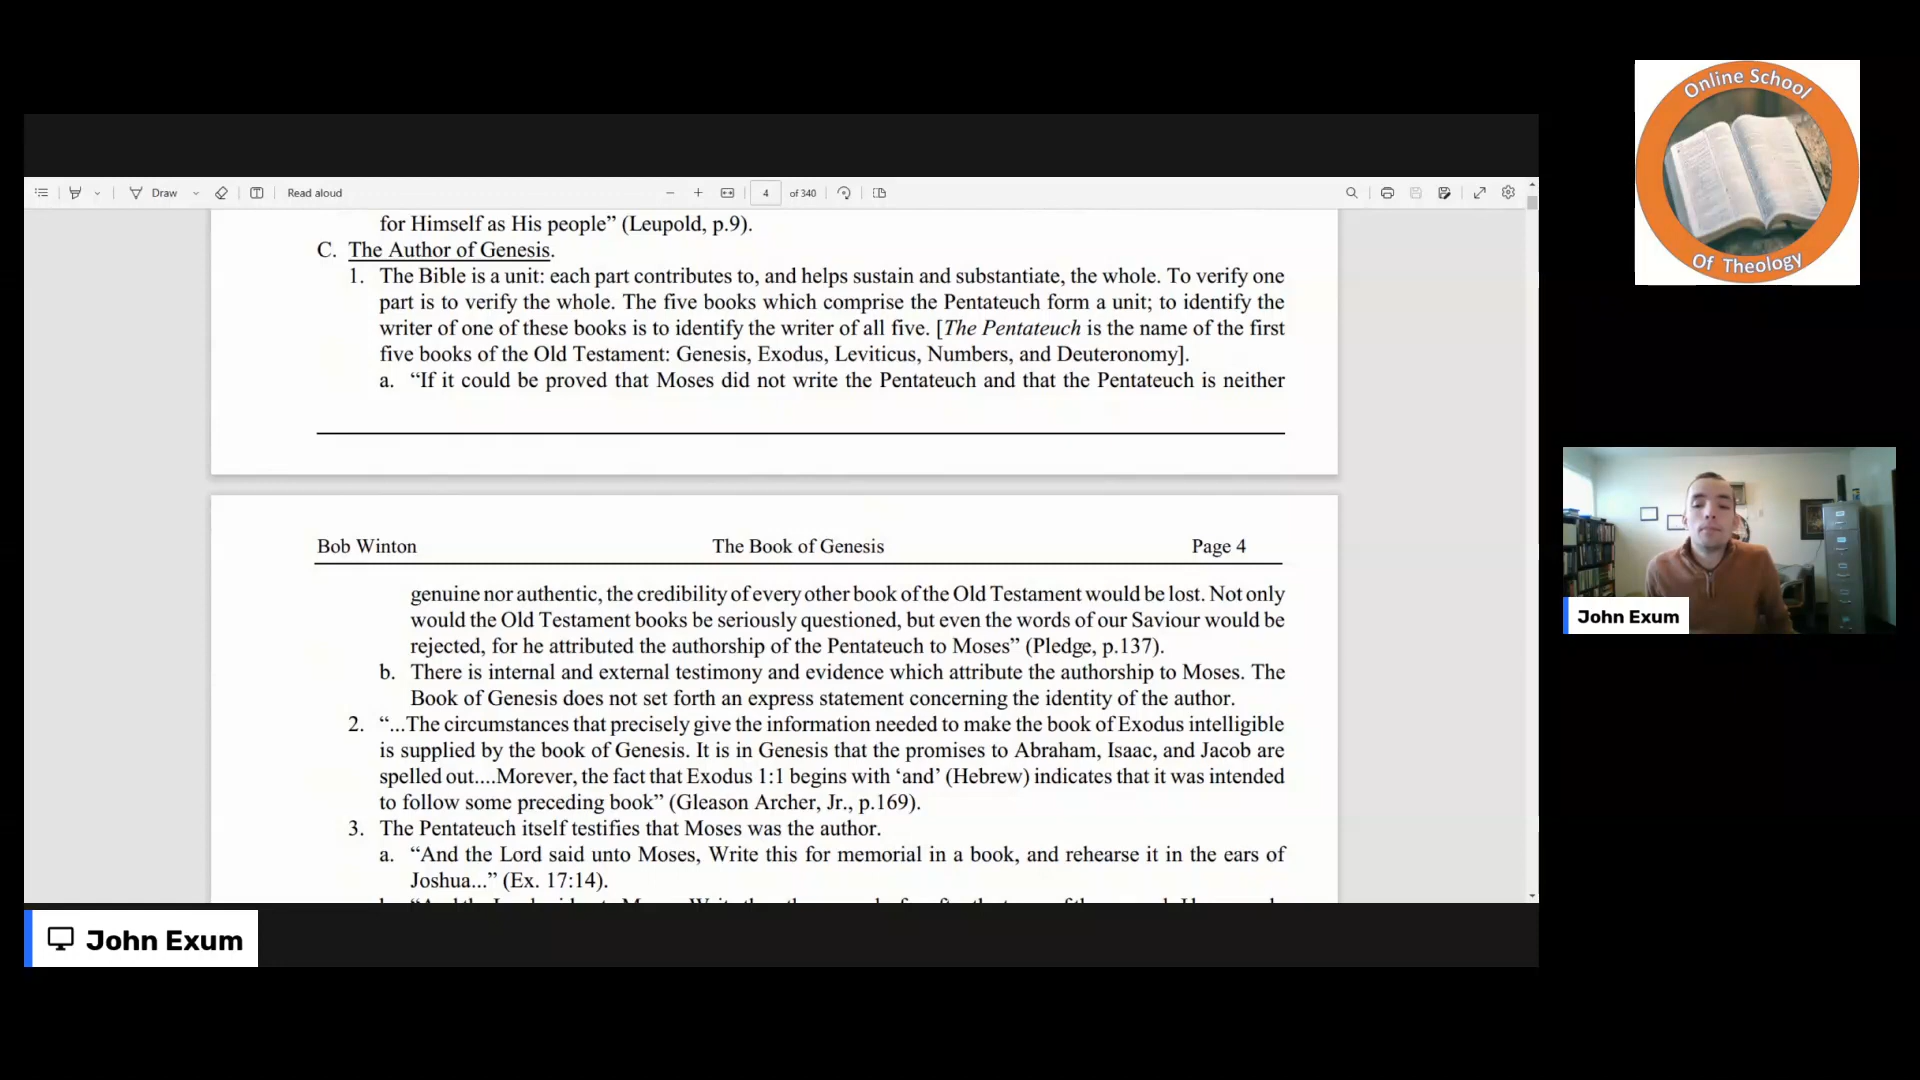 Online School
Of Theology
Draw
Read aloud
4
of 340
for Himself as His people” (Leupold, p.9).
C. The Author of Genesis.
1. The Bible is a unit: each part contributes to, and helps sustain and substantiate, the whole. To verify one
part is to verify the whole. The five books which comprise the Pentateuch form a unit; to identify the
writer of one of these books is to identify the writer of all five. [The Pentateuch is the name of the first
five books of the Old Testament: Genesis, Exodus, Leviticus, Numbers, and Deuteronomy].
a. “If it could be proved that Moses did not write the Pentateuch and that the Pentateuch is neither
Bob Winton The Book of Genesis Page 4
genuine nor authentic, the credibility of every other book of the Old Testament would be lost. Not only
would the Old Testament books be seriously questioned, but even the words of our Saviour would be
rejected, for he attributed the authorship of the Pentateuch to Moses” (Pledge, p.137).
b. There is internal and external testimony and evidence which attribute the authorship to Moses. The
Book of Genesis does not set forth an express statement concerning the identity of the author.
2. “...The circumstances that precisely give the information needed to make the book of Exodus intelligible
is supplied by the book of Genesis. It is in Genesis that the promises to Abraham, Isaac, and Jacob are
spelled out....Morever, the fact that Exodus 1:1 begins with ‘and’ (Hebrew) indicates that it was intended
to follow some preceding book” (Gleason Archer, Jr., p.169).
3. The Pentateuch itself testifies that Moses was the author.
a. “And the Lord said unto Moses, Write this for memorial in a book, and rehearse it in the ears of
Joshua...” (Ex. 17:14).
John Exum
John Exum